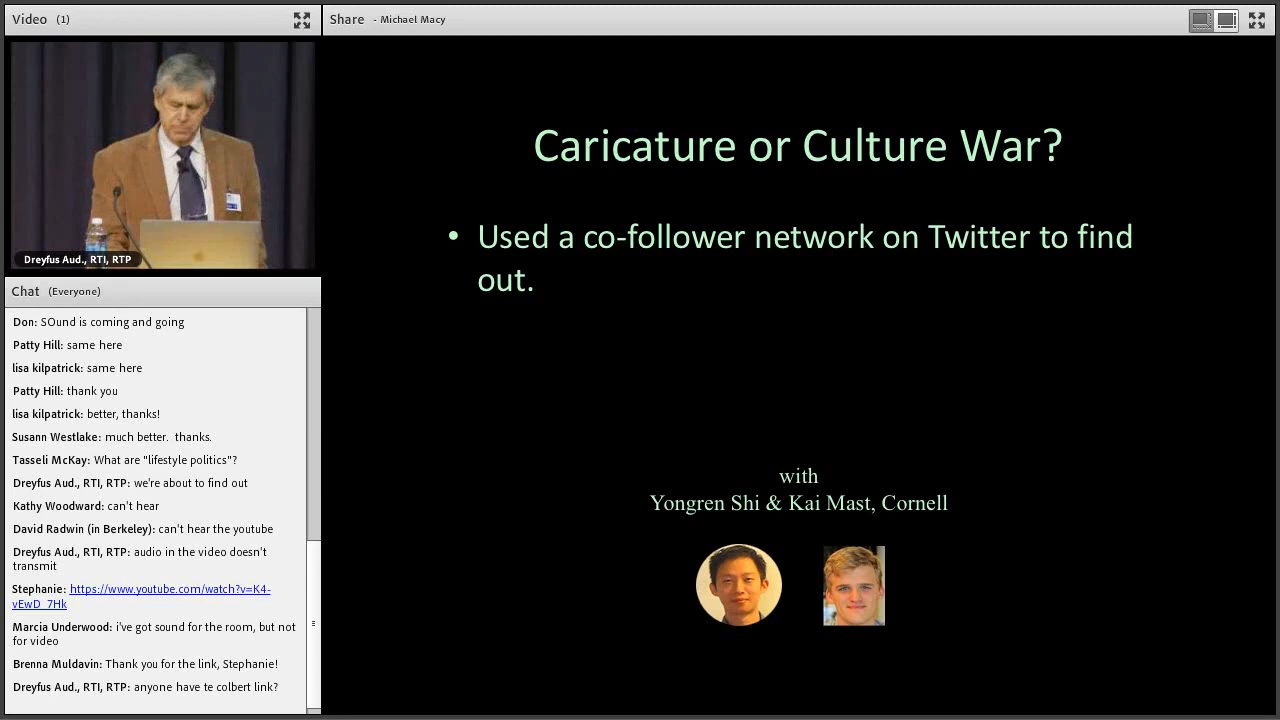 Video (1)
Share - Michael Macy
Dreyfus Aud., RTI, RTP
Caricature or Culture War?
• Used a co-follower network on Twitter to find
out.
with
Yongren Shi & Kai Mast, Cornell
Chat (Everyone)
Don: SOund is coming and going
Patty Hill: same here
lisa kilpatrick: same here
Patty Hill: thank you
lisa kilpatrick: better, thanks!
Susann Westlake: much better. thanks.
Tasseli McKay: What are "lifestyle politics"?
Dreyfus Aud., RTI, RTP: we're about to find out
Kathy Woodward: can't hear
David Radwin (in Berkeley): can't hear the youtube
Dreyfus Aud., RTI, RTP: audio in the video doesn't
transmit
Stephanie: https://www.youtube.com/watch?v=K4-
vEwD_7Hk
Marcia Underwood: i've got sound for the room, but not
for video
Brenna Muldavin: Thank you for the link, Stephanie!
Dreyfus Aud., RTI, RTP: anyone have te colbert link?